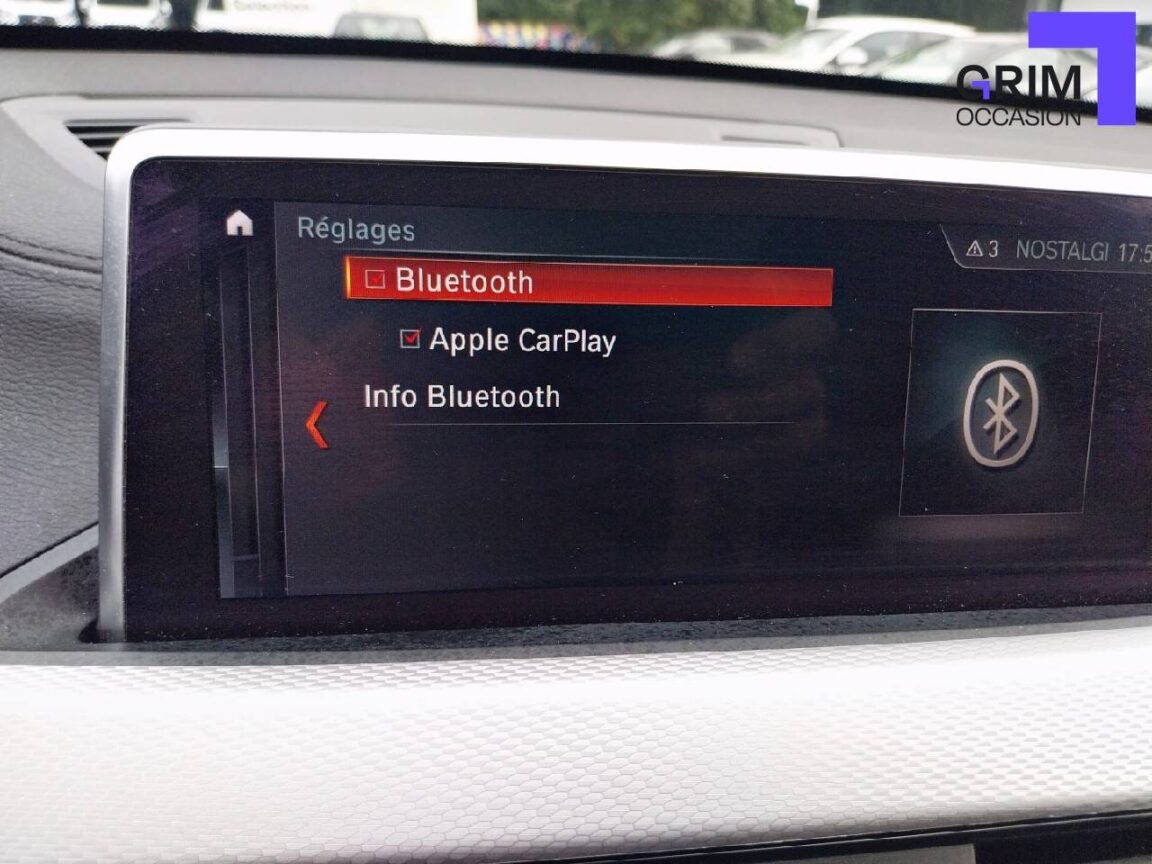 GRIM
OCCASION
Réglages
3 NOSTALGI 17:5
Bluetooth
Apple CarPlay
Info Bluetooth